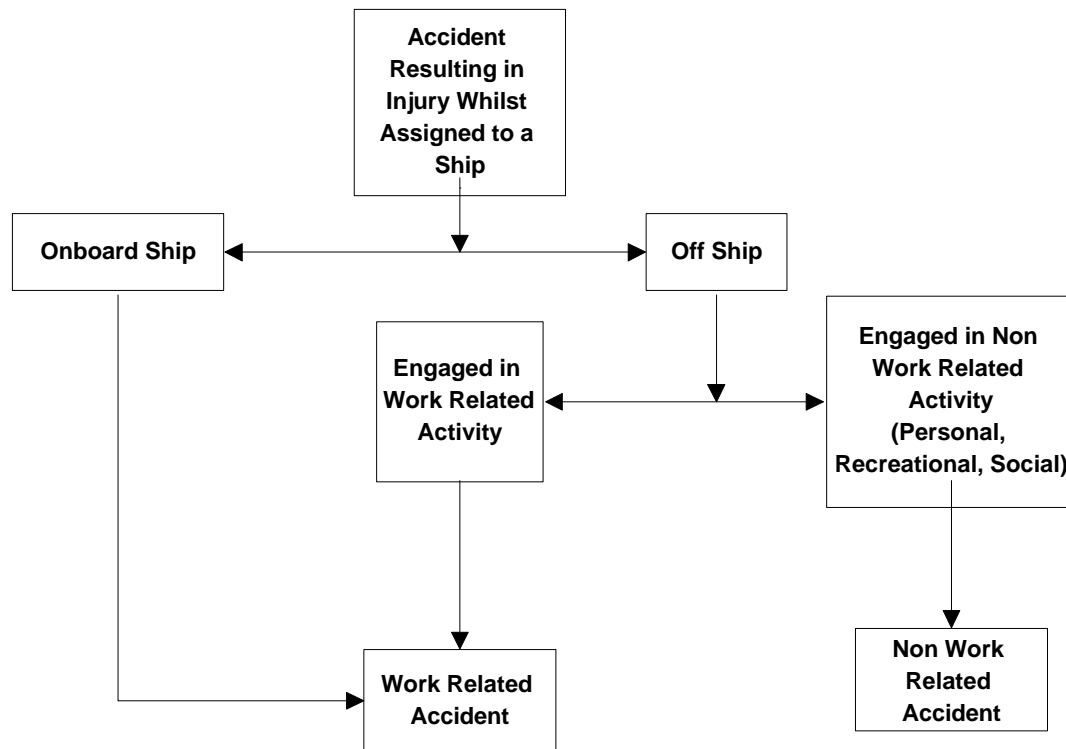 Accident
Resulting in
Injury Whilst
Assigned to a
Ship
Onboard Ship
Off Ship
Engaged in
Work Related
Activity
Engaged in Non
Work Related
Activity
(Personal,
Recreational, Social)
Work Related
Accident
Non Work
Related
Accident